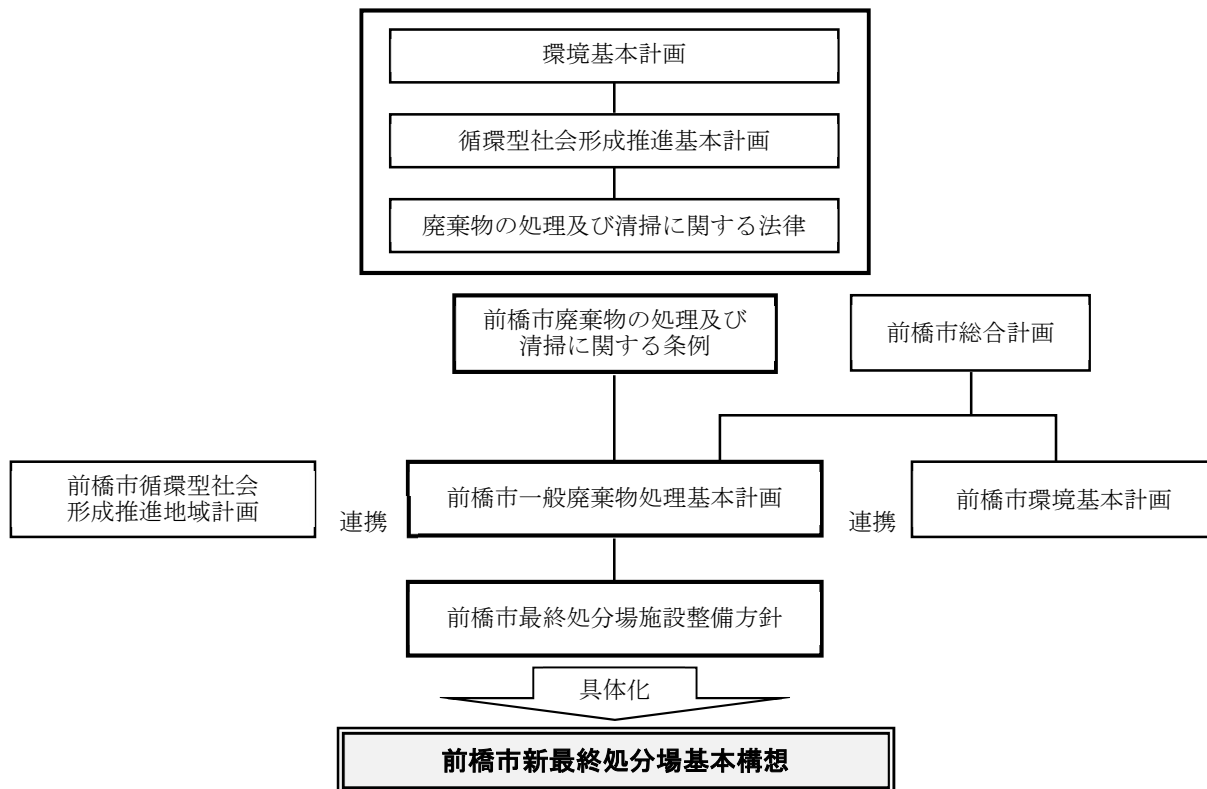 環境基本計画
循環型社会形成推進基本計画
廃棄物の処理及び清掃に関する法律
前橋市廃棄物の処理及び
清掃に関する条例
前橋市総合計画
前橋市循環型社会
形成推進地域計画
連携
前橋市一般廃棄物処理基本計画
連携
前橋市環境基本計画
前橋市最終処分場施設整備方針
具体化
前橋市新最終処分場基本構想